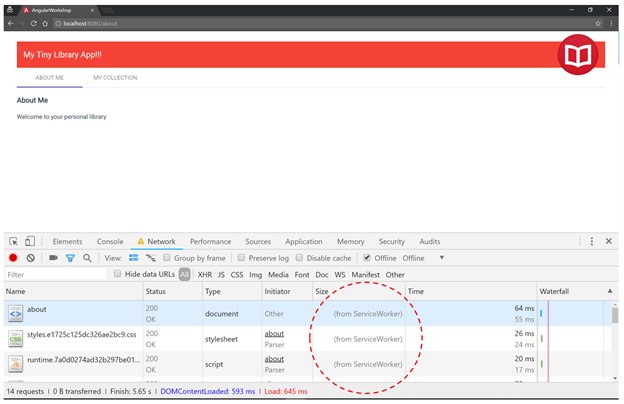 AngularWorkshop
localhost:8080/about
My Tiny Library App!!!
ABOUT ME MY COLLECTION
About Me
Welcome to your personal library
Elements Console Network Performance Sources Application Memory Security Audits
View: Group by frame Preserve log Disable cache Offline Offline
Filter Hide data URLs All XHR JS CSS Img Media Font Doc WS Manifest Other
Name Status Type Initiator Size Time Waterfall
about 200 OK document Other (from ServiceWorker) 64 ms 55 ms
styles.e1725c125dc326ae2bc9.css 200 OK stylesheet about Parser (from ServiceWorker) 26 ms 24 ms
runtime.7a0d0274ad32b297be01... 200 OK script about Parser (from ServiceWorker) 20 ms 17 ms
14 requests | 0 B transferred | Finish: 5.65 s | DOMContentLoaded: 593 ms | Load: 645 ms